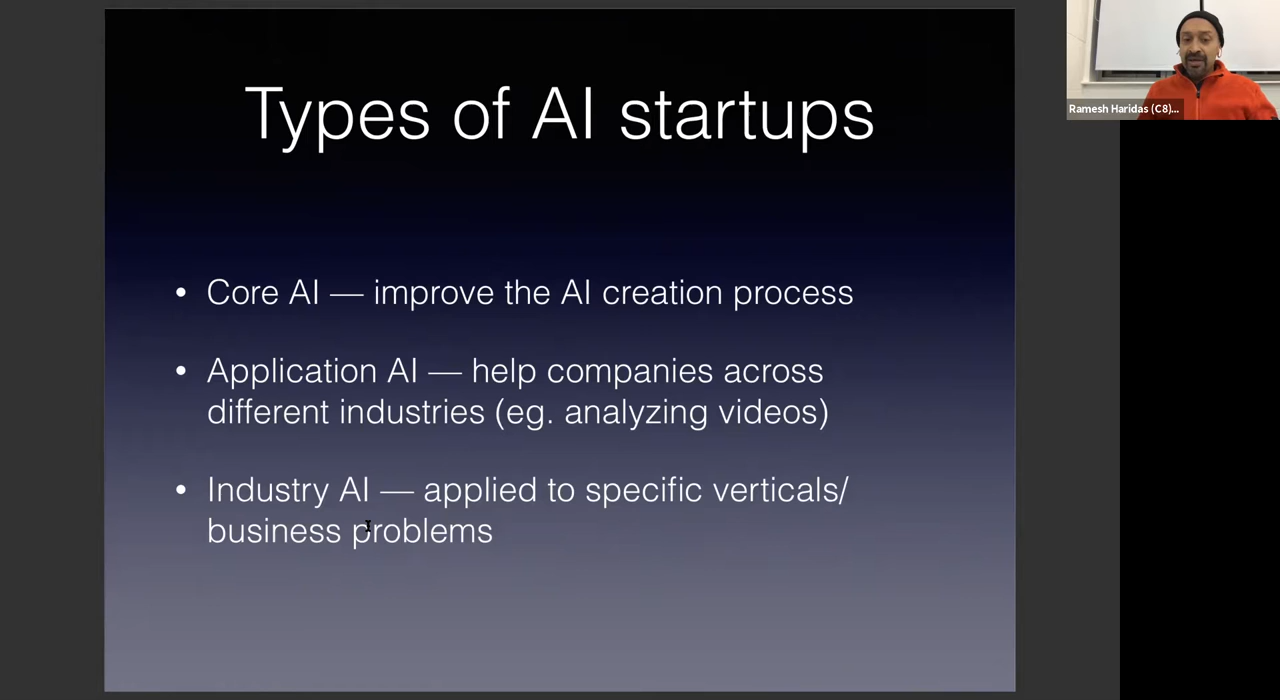 Types of AI startups
• Core AI — improve the AI creation process
• Application AI — help companies across
different industries (eg. analyzing videos)
• Industry AI — applied to specific verticals/
business problems
Ramesh Haridas (C8)...